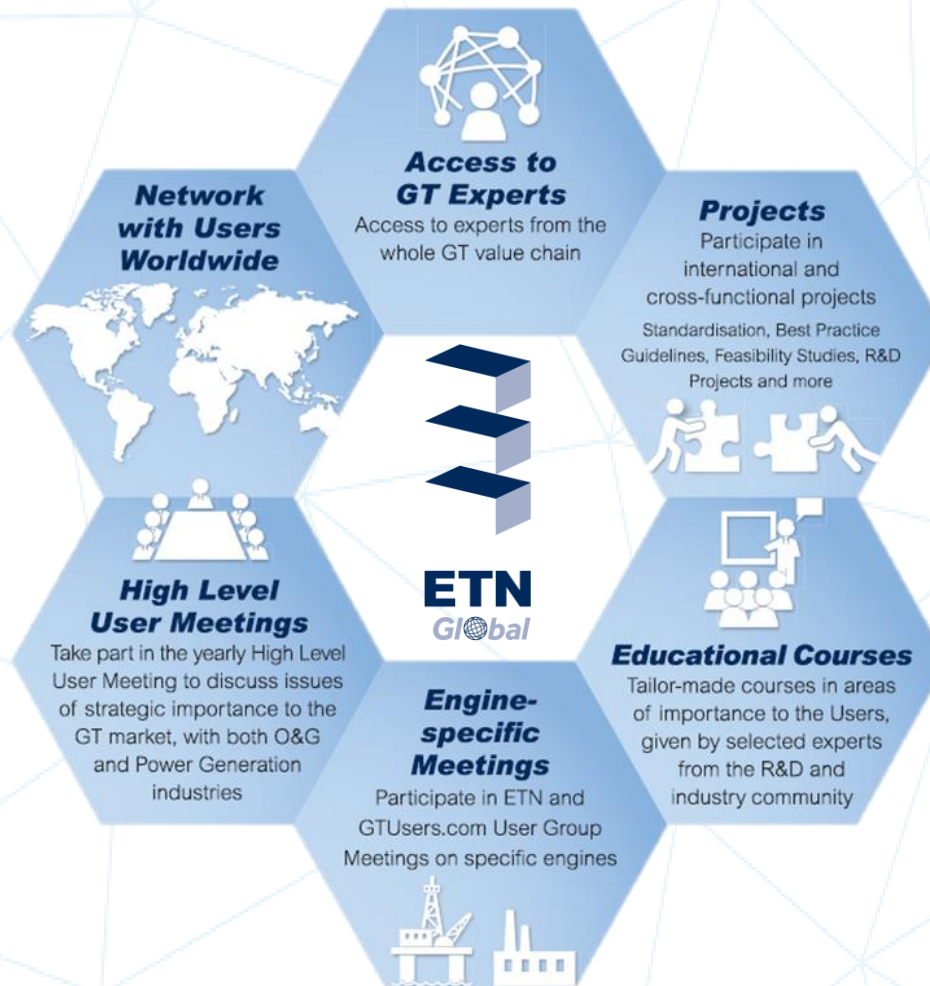 Access to
GT Experts
Access to experts from the
whole GT value chain
Network
with Users
Worldwide
Projects
Participate in
international and
cross-functional projects
Standardisation, Best Practice
Guidelines, Feasibility Studies, R&D
Projects and more
ETN
Global
High Level
User Meetings
Take part in the yearly High Level
User Meeting to discuss issues
of strategic importance to the
GT market, with both O&G
and Power Generation
industries
Educational Courses
Tailor-made courses in areas
of importance to the Users,
given by selected experts
from the R&D and
industry community
Engine-
specific
Meetings
Participate in ETN and
GTUsers.com User Group
Meetings on specific engines